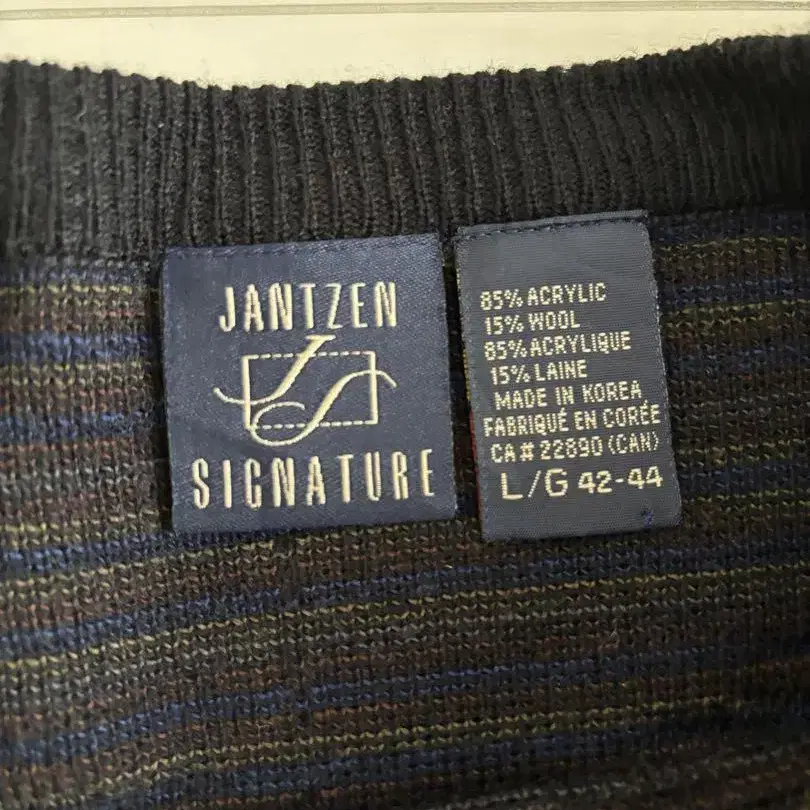 JANTZEN
JS
SIGNATURE
85% ACRYLIC
15% WOOL
85% ACRYLIQUE
15% LAINE
MADE IN KOREA
FABRIQUÉ EN CORÉE
CA # 22890 (CAN)
L/G 42-44